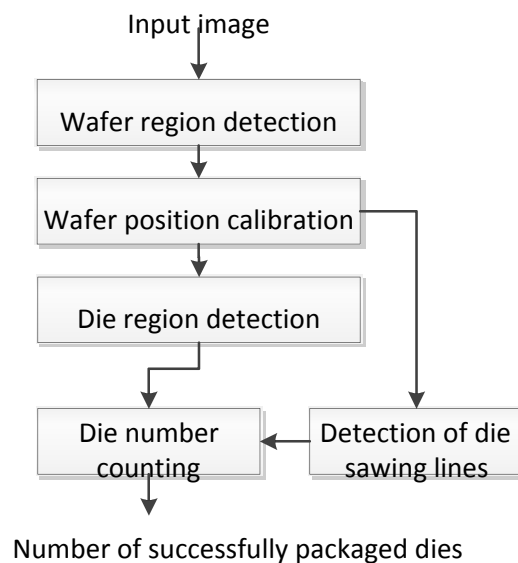 Input image
Wafer region detection
Wafer position calibration
Die region detection
Die number
counting
Detection of die
sawing lines
Number of successfully packaged dies